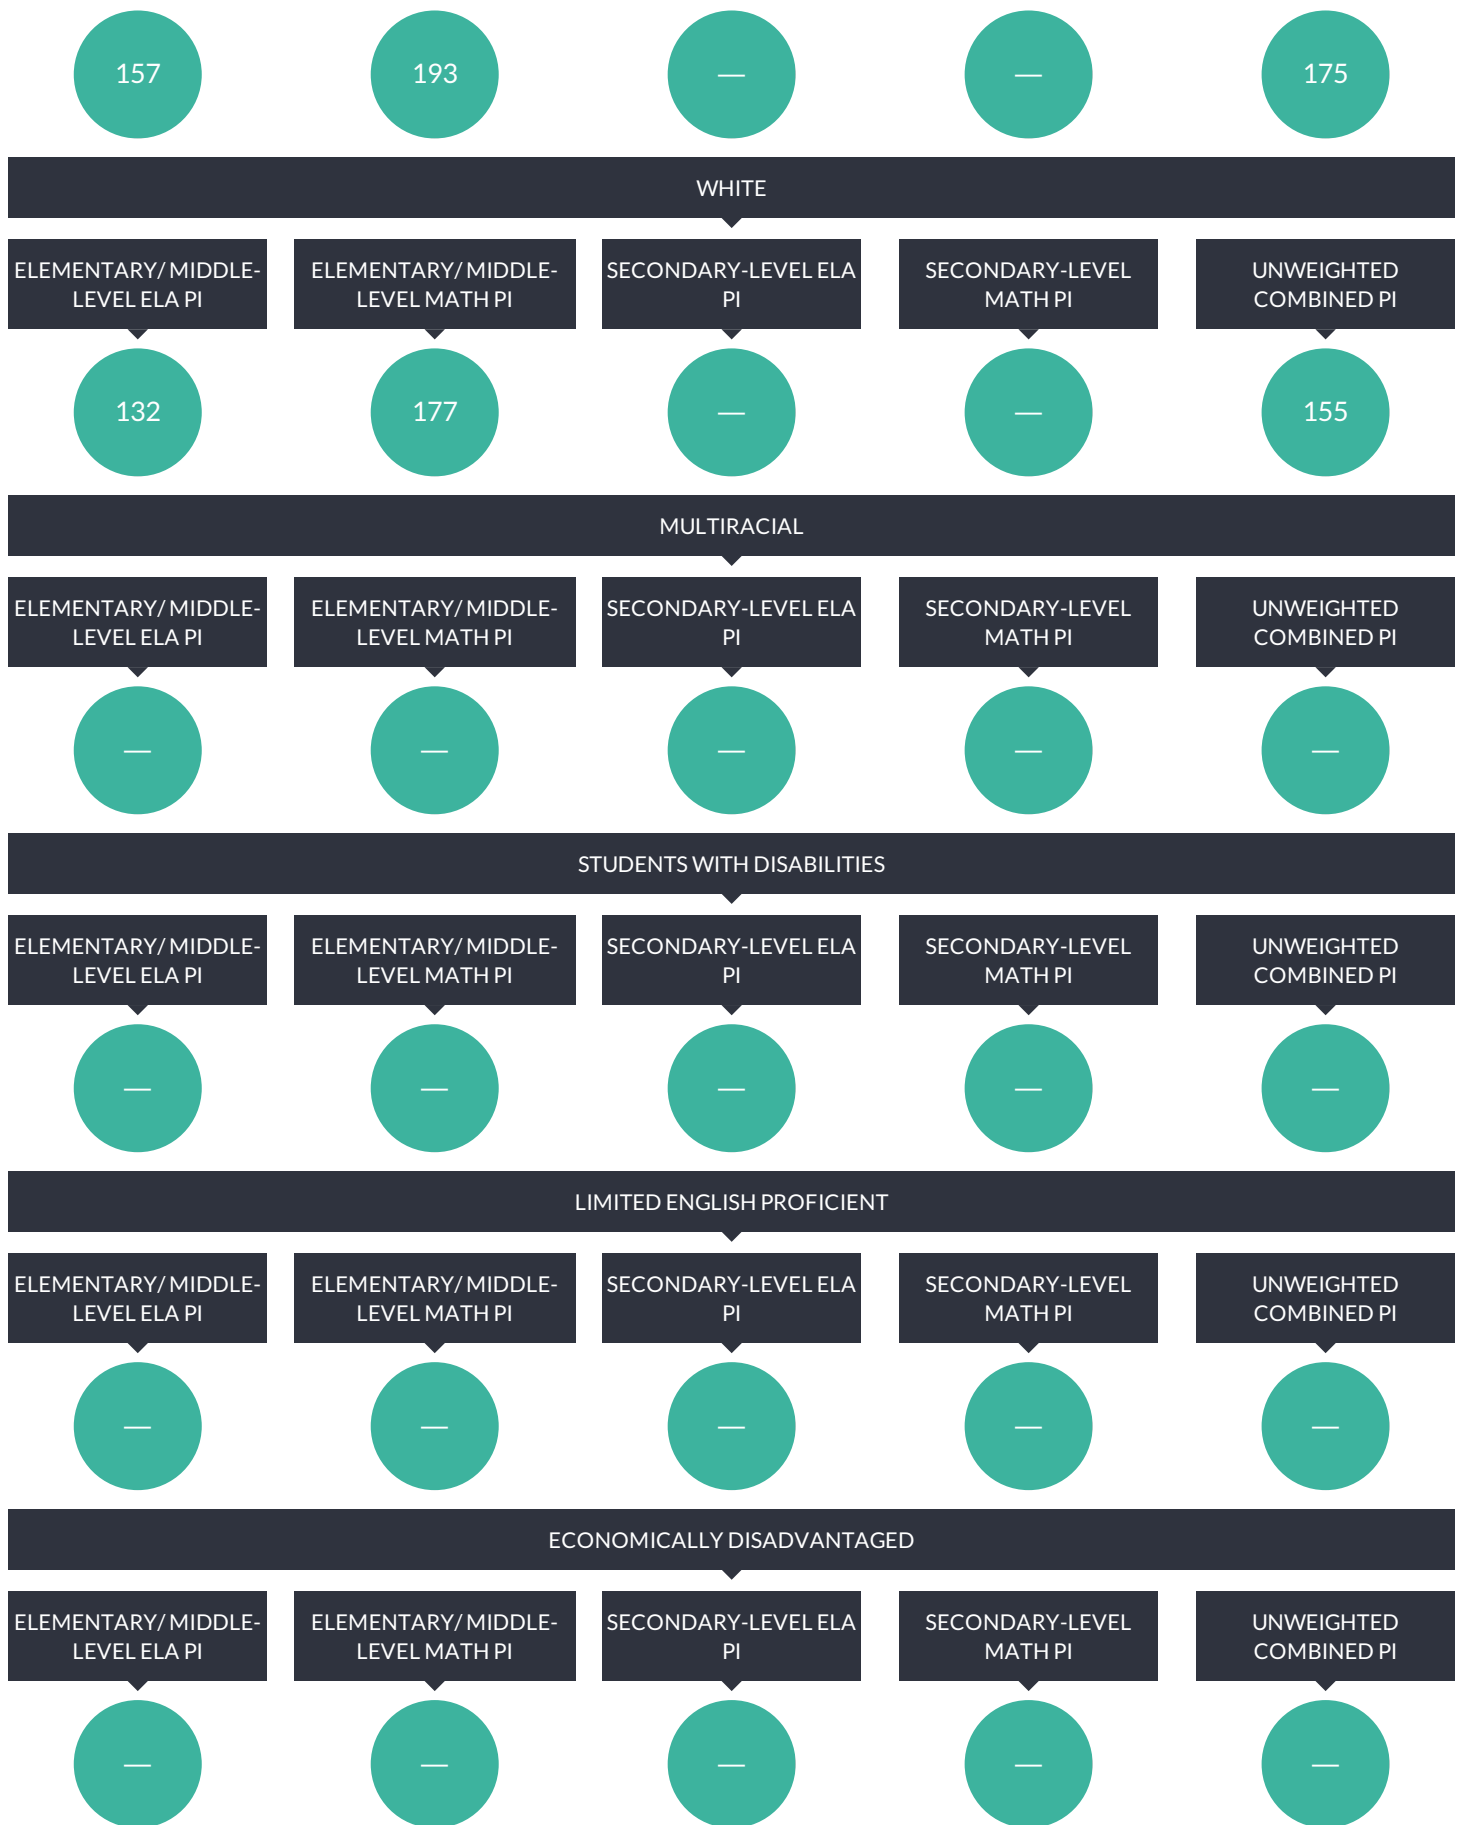 157 193 — — 175
WHITE
ELEMENTARY/ MIDDLE- ELEMENTARY/ MIDDLE- SECONDARY-LEVEL ELA SECONDARY-LEVEL UNWEIGHTED
LEVEL ELA PI LEVEL MATH PI PI MATH PI COMBINED PI
132 177 — — 155
MULTIRACIAL
ELEMENTARY/ MIDDLE- ELEMENTARY/ MIDDLE- SECONDARY-LEVEL ELA SECONDARY-LEVEL UNWEIGHTED
LEVEL ELA PI LEVEL MATH PI PI MATH PI COMBINED PI
— — — — —
STUDENTS WITH DISABILITIES
ELEMENTARY/ MIDDLE- ELEMENTARY/ MIDDLE- SECONDARY-LEVEL ELA SECONDARY-LEVEL UNWEIGHTED
LEVEL ELA PI LEVEL MATH PI PI MATH PI COMBINED PI
— — — — —
LIMITED ENGLISH PROFICIENT
ELEMENTARY/ MIDDLE- ELEMENTARY/ MIDDLE- SECONDARY-LEVEL ELA SECONDARY-LEVEL UNWEIGHTED
LEVEL ELA PI LEVEL MATH PI PI MATH PI COMBINED PI
— — — — —
ECONOMICALLY DISADVANTAGED
ELEMENTARY/ MIDDLE- ELEMENTARY/ MIDDLE- SECONDARY-LEVEL ELA SECONDARY-LEVEL UNWEIGHTED
LEVEL ELA PI LEVEL MATH PI PI MATH PI COMBINED PI
— — — — —